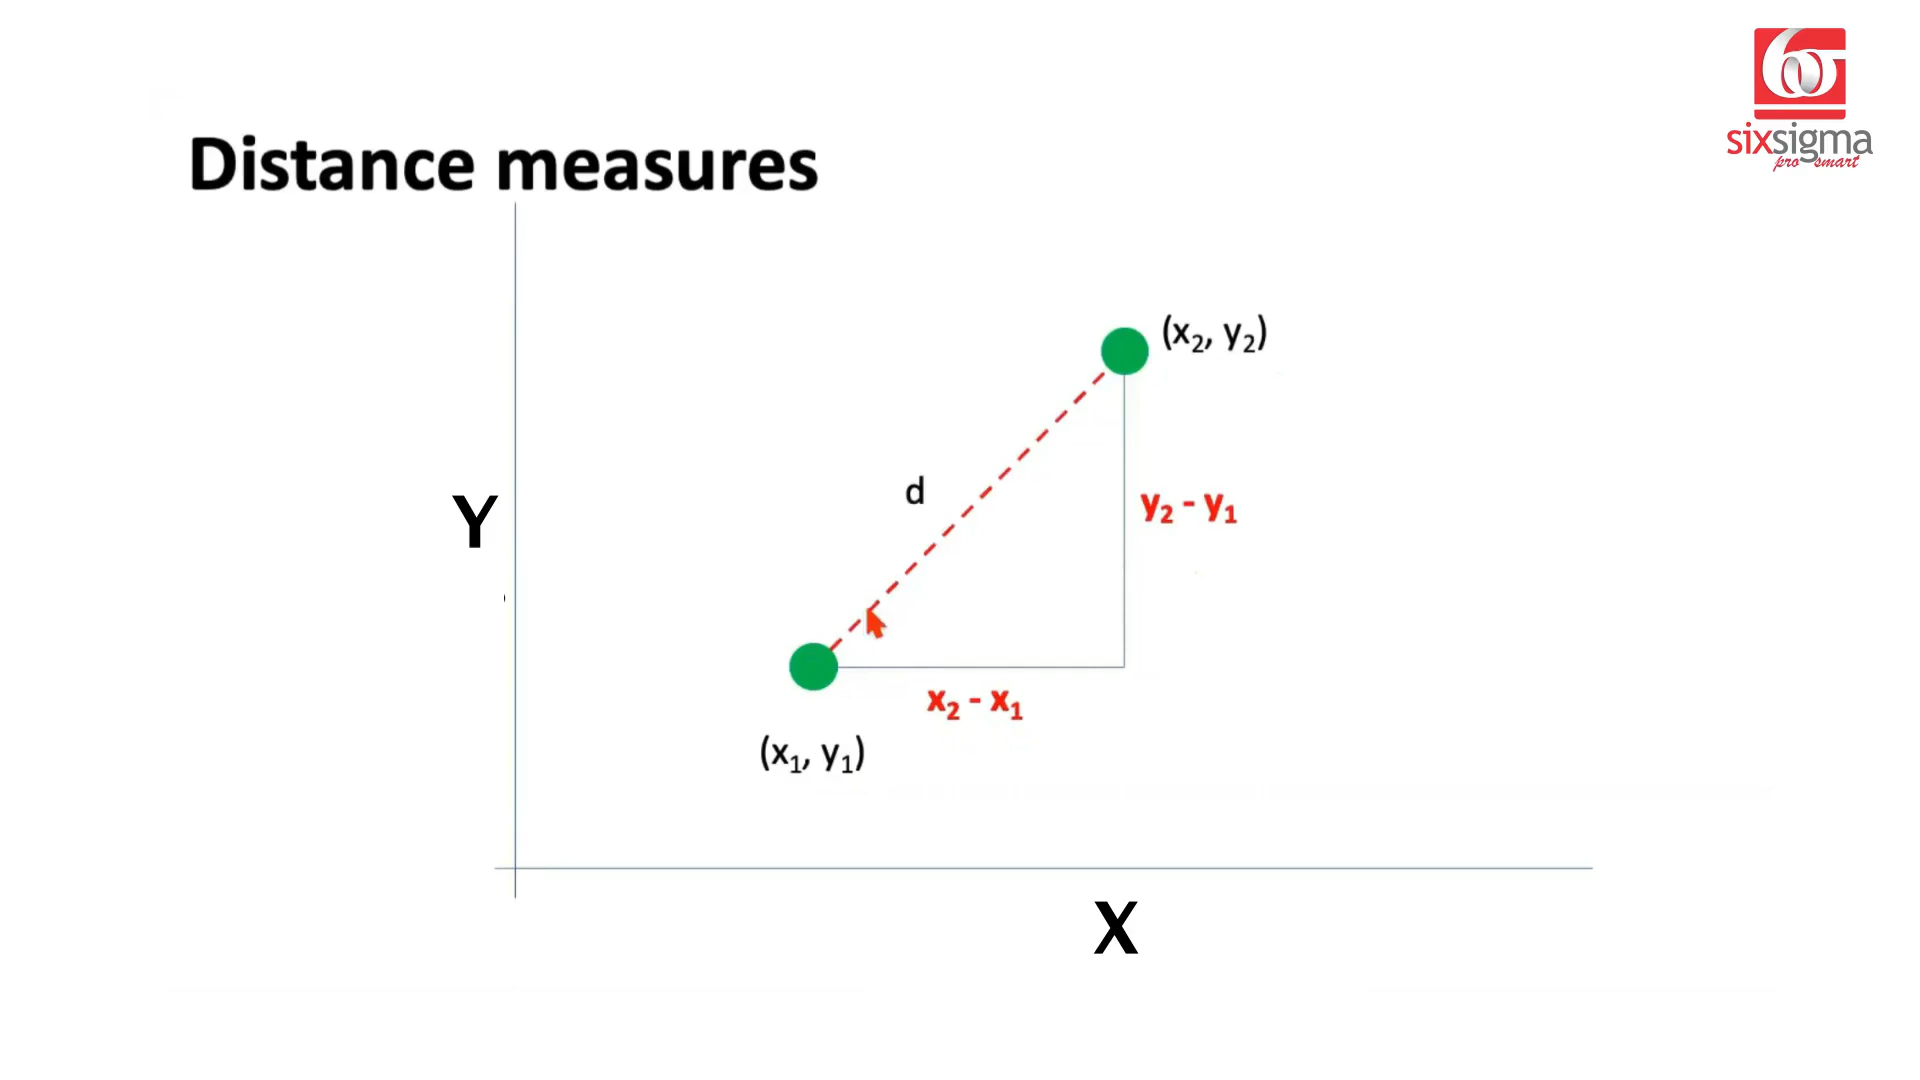 sixsigma
pro smart
Distance measures
(x₂, y₂)
d
Y
y₂ - y₁
x₂ - x₁
(x₁, y₁)
X